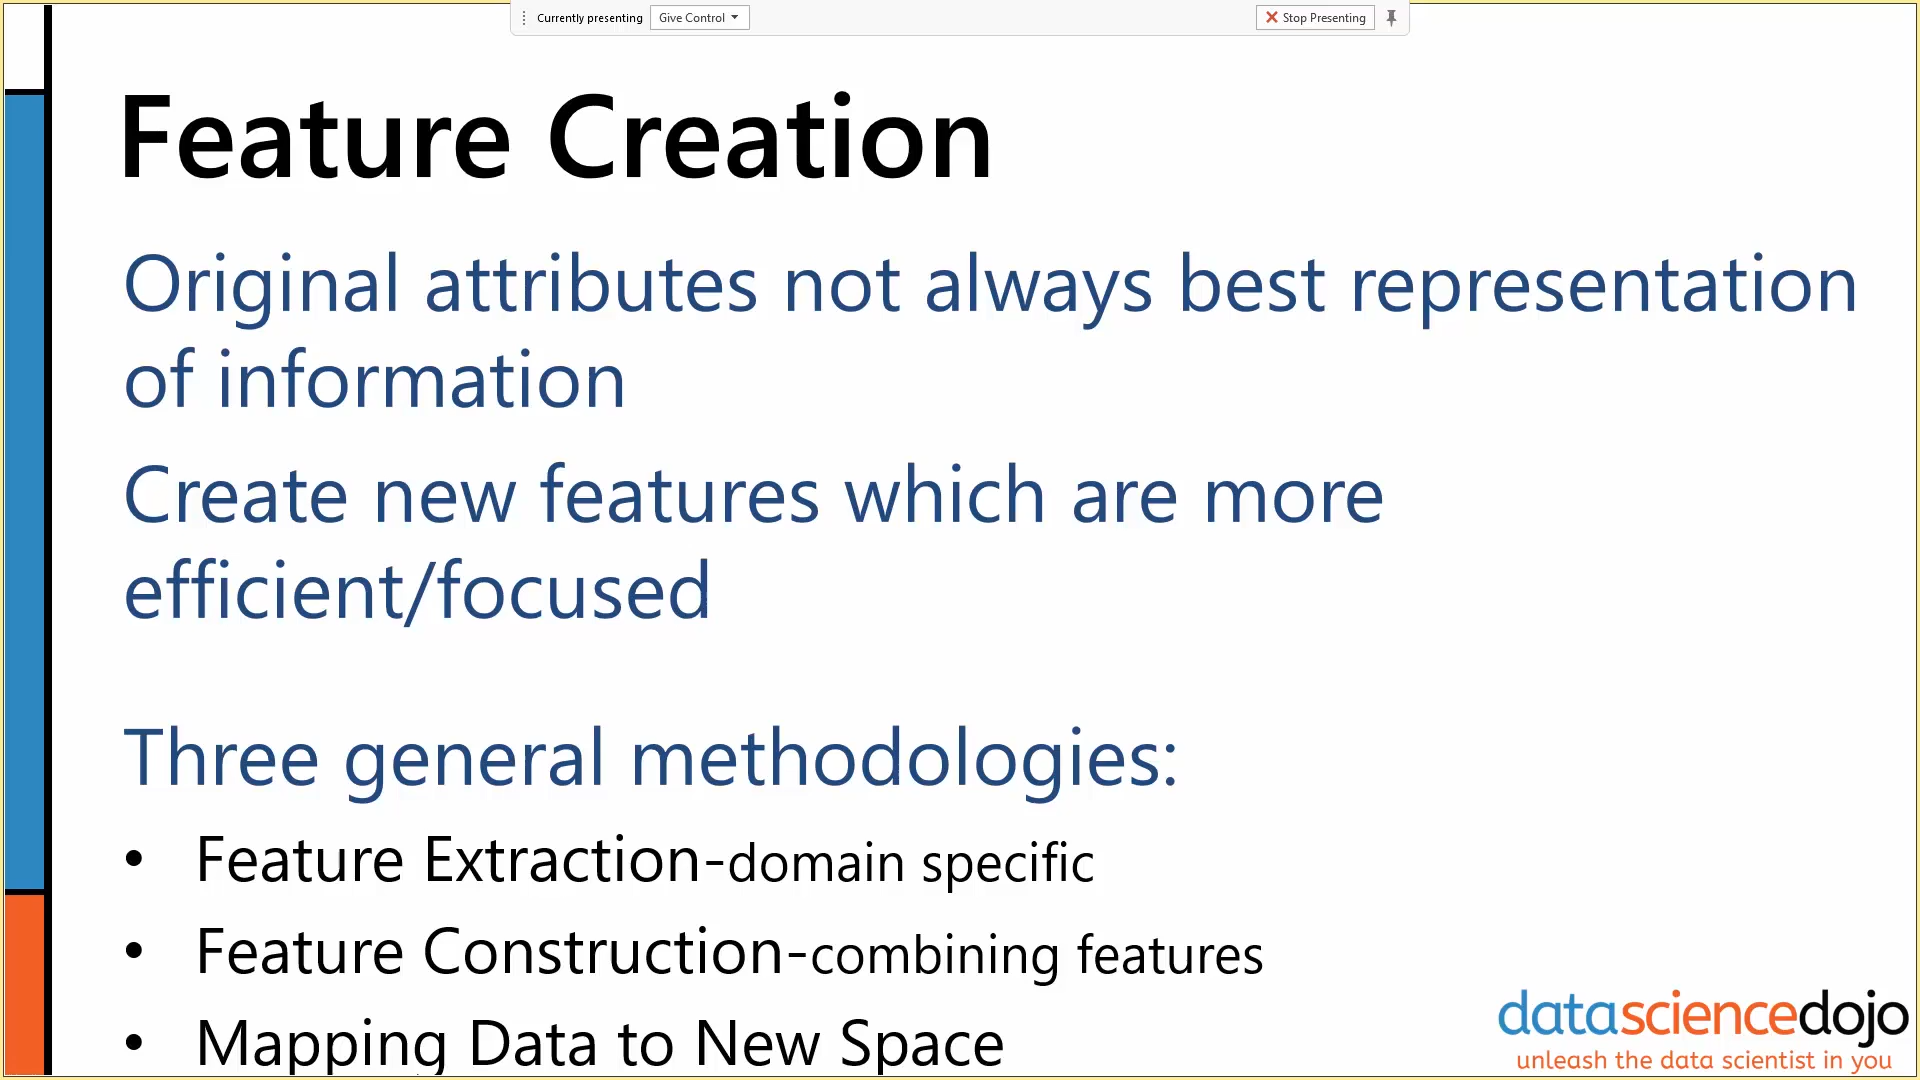 Currently presenting
Give Control
Stop Presenting
Feature Creation
Original attributes not always best representation
of information
Create new features which are more
efficient/focused
Three general methodologies:
• Feature Extraction-domain specific
• Feature Construction-combining features
• Mapping Data to New Space
datasciencedojo
unleash the data scientist in you